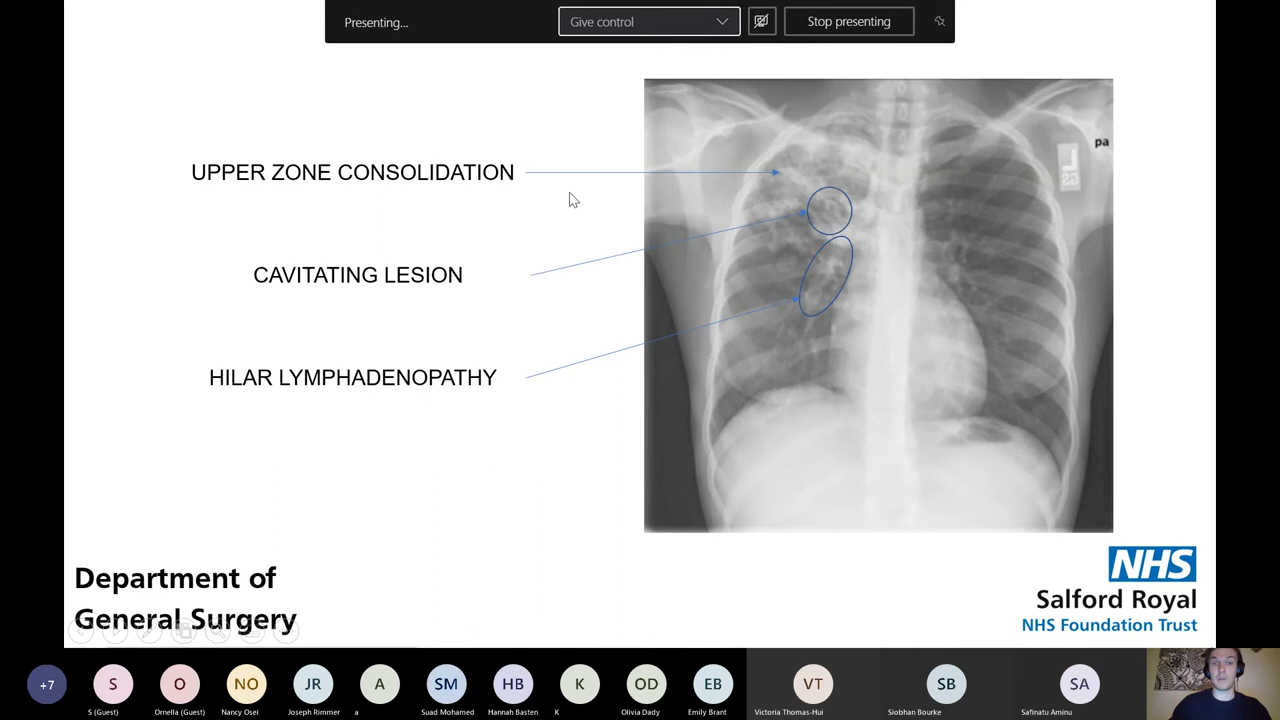 Presenting...
Give control
Stop presenting
UPPER ZONE CONSOLIDATION
CAVITATING LESION
HILAR LYMPHADENOPATHY
pa
L
Department of
General Surgery
NHS
Salford Royal
NHS Foundation Trust
+7
S
O
NO
JR
A
SM
HB
K
OD
EB
VT
SB
SA
S (Guest)
Ornella (Guest)
Nancy Osei
Joseph Rimmer
a
Suad Mohamed
Hannah Basten
K
Olivia Dady
Emily Brant
Victoria Thomas-Hui
Siobhan Bourke
Safinatu Aminu